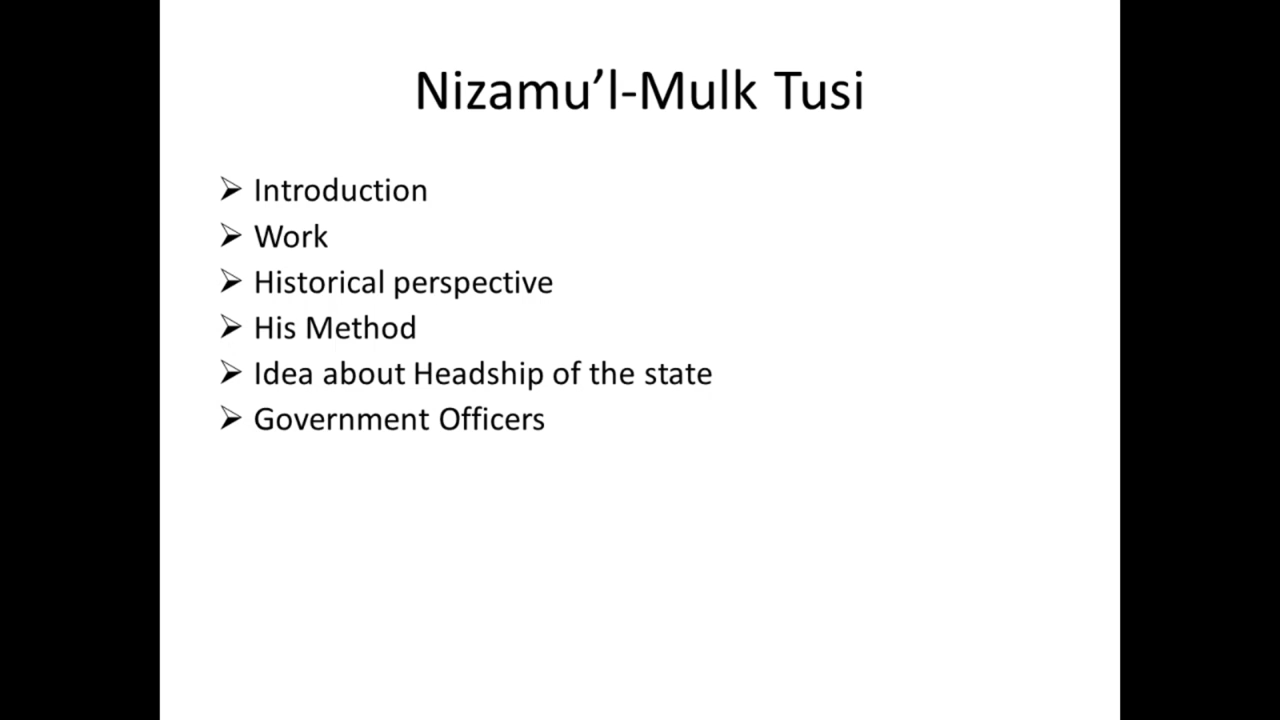 Nizamu’l-Mulk Tusi
➢ Introduction
➢ Work
➢ Historical perspective
➢ His Method
➢ Idea about Headship of the state
➢ Government Officers